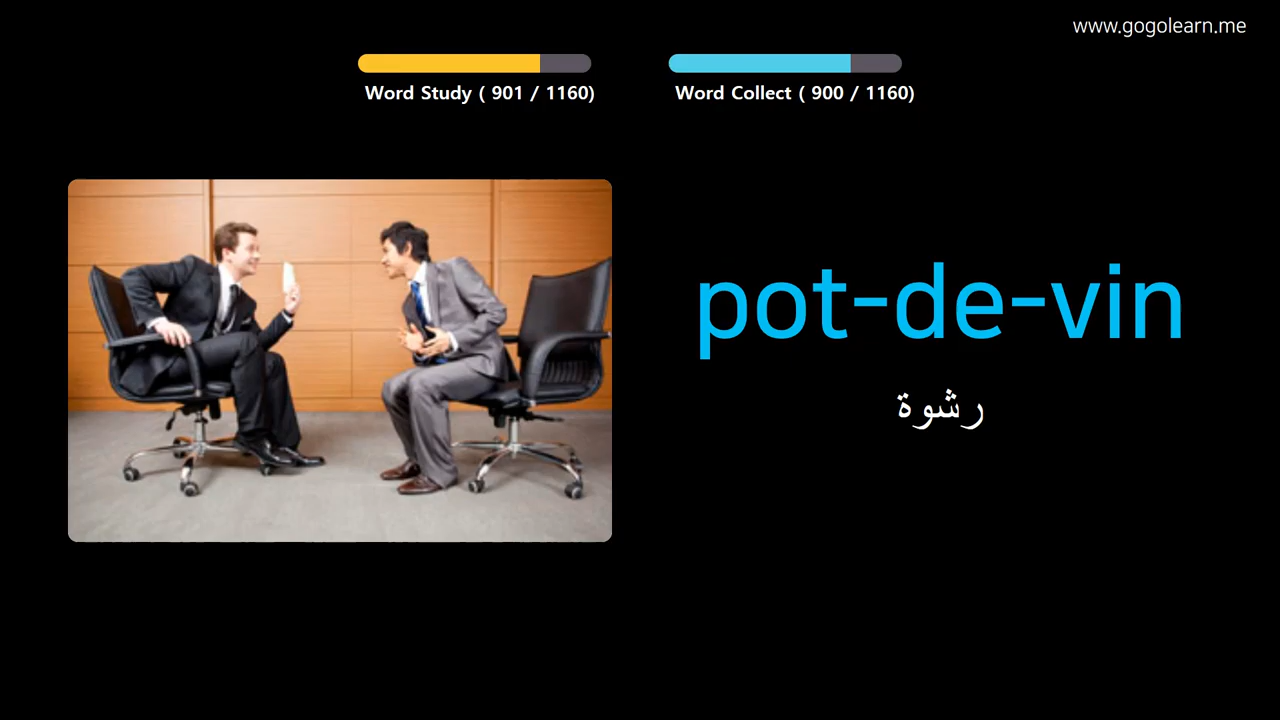 www.gogolearn.me
Word Study ( 901 / 1160)
Word Collect ( 900 / 1160)
pot-de-vin
رشوة